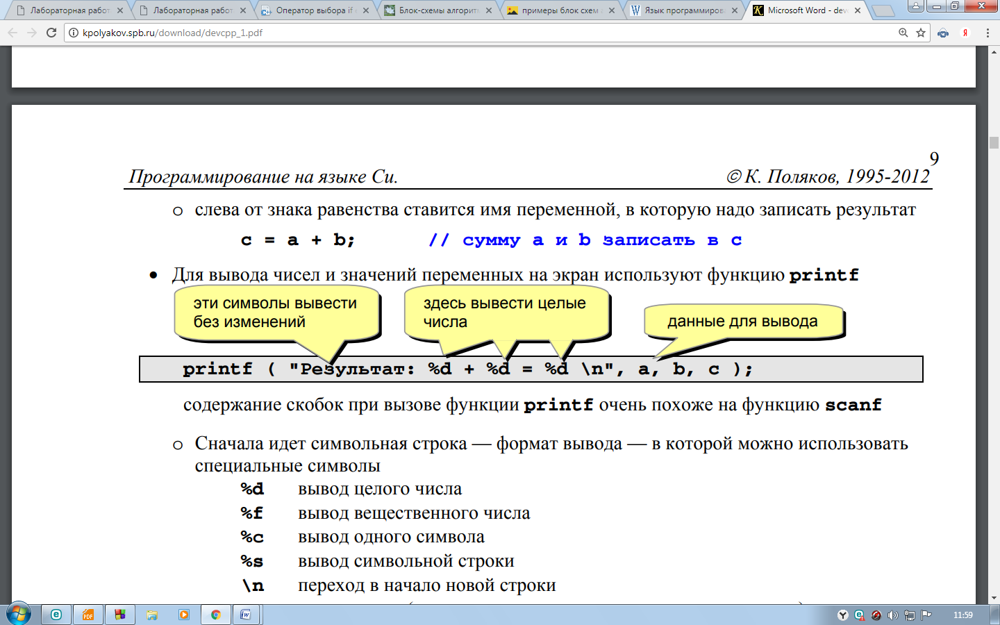 Лабораторная работ
Лабораторная работ
Оператор выбора if
Блок-схемы алгорит
примеры блок схем
Язык программиров
Microsoft Word - dev
kpolyakov.spb.ru/download/devcpp_1.pdf
9
Программирование на языке Си. © К. Поляков, 1995-2012
o слева от знака равенства ставится имя переменной, в которую надо записать результат
c = a + b; // сумму a и b записать в c
• Для вывода чисел и значений переменных на экран используют функцию printf
эти символы вывести
без изменений
здесь вывести целые
числа
данные для вывода
printf ( "Результат: %d + %d = %d \n", a, b, c );
содержание скобок при вызове функции printf очень похоже на функцию scanf
o Сначала идет символьная строка — формат вывода — в которой можно использовать
специальные символы
%d вывод целого числа
%f вывод вещественного числа
%c вывод одного символа
%s вывод символьной строки
\n переход в начало новой строки
11:59